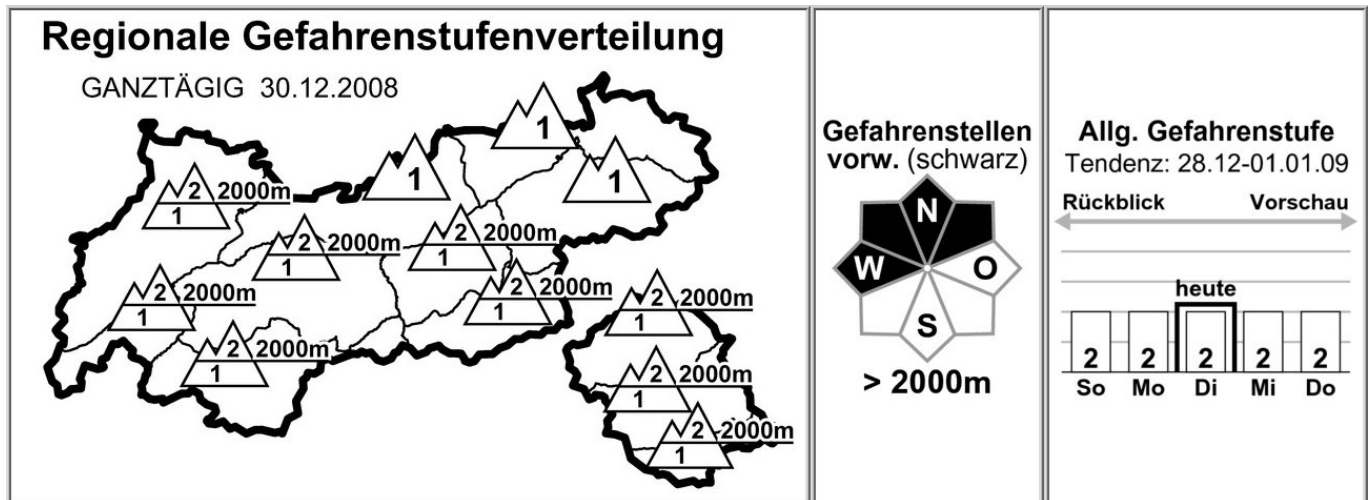 Regionale Gefahrenstufenverteilung
GANZTÄGIG 30.12.2008
1
1
1
2 2000m
1
2 2000m
1
2 2000m
1
2 2000m
1
2 2000m
1
2 2000m
1
2 2000m
1
2 2000m
1
2 2000m
1
Gefahrenstellen
vorw. (schwarz)
N
W O
S
> 2000m
Allg. Gefahrenstufe
Tendenz: 28.12-01.01.09
Rückblick Vorschau
heute
2 2 2 2 2
So Mo Di Mi Do